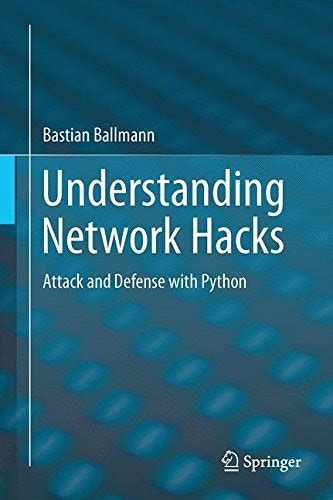 Bastian Ballmann
Understanding
Network Hacks
Attack and Defense with Python
Springer